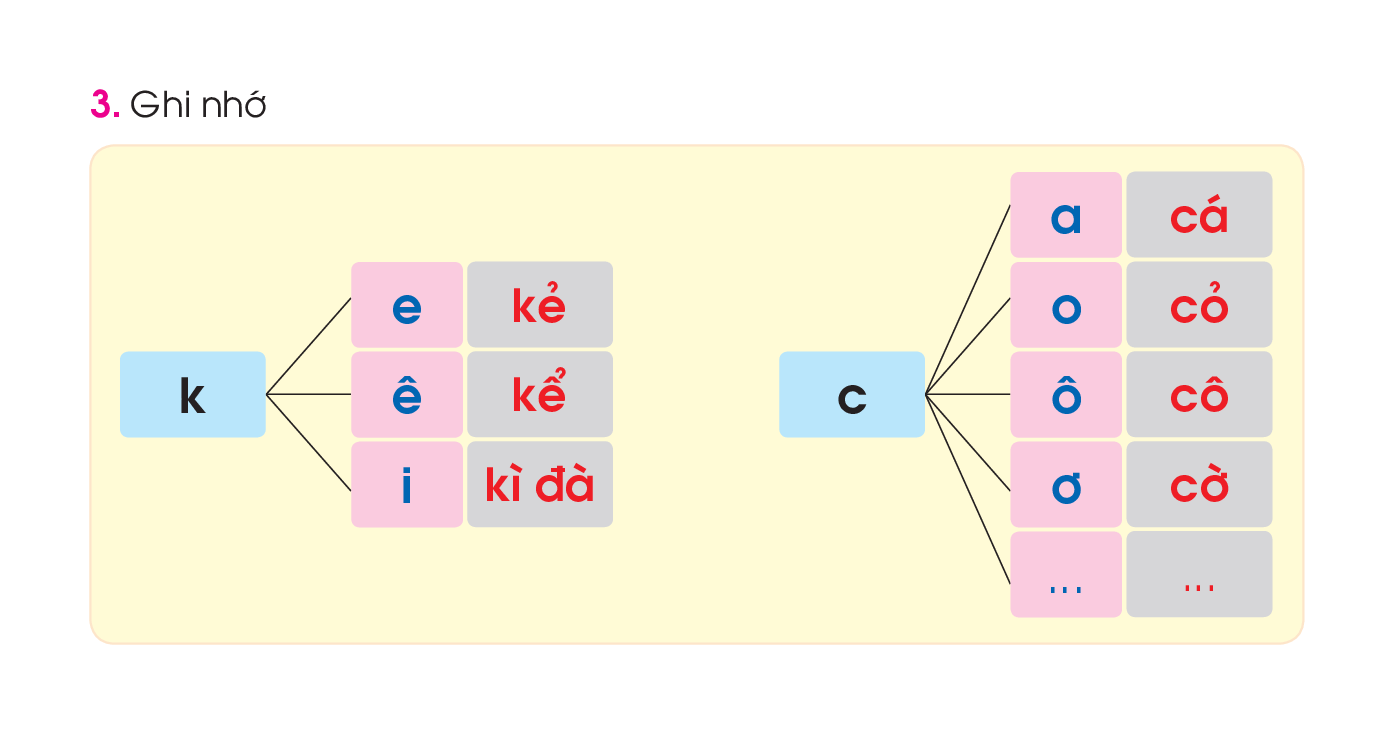 3. Ghi nhớ
k
e kẻ
ê kể
i kì đà
c
a cá
o cỏ
ô cô
ơ cờ
... ...